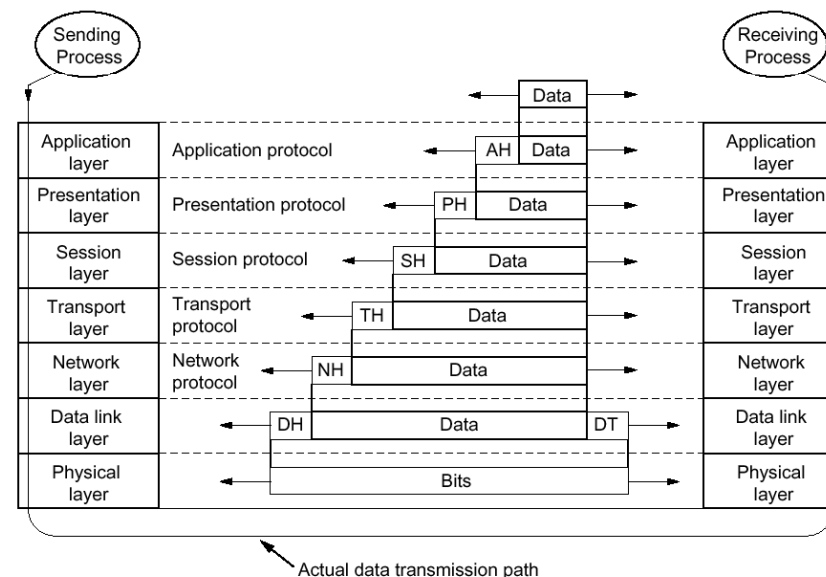 Sending
Process
Receiving
Process
Data
Application
layer
Application protocol
AH
Data
Application
layer
Presentation
layer
Presentation protocol
PH
Data
Presentation
layer
Session
layer
Session protocol
SH
Data
Session
layer
Transport
layer
Transport
protocol
TH
Data
Transport
layer
Network
layer
Network
protocol
NH
Data
Network
layer
Data link
layer
DH
Data
DT
Data link
layer
Physical
layer
Bits
Physical
layer
Actual data transmission path